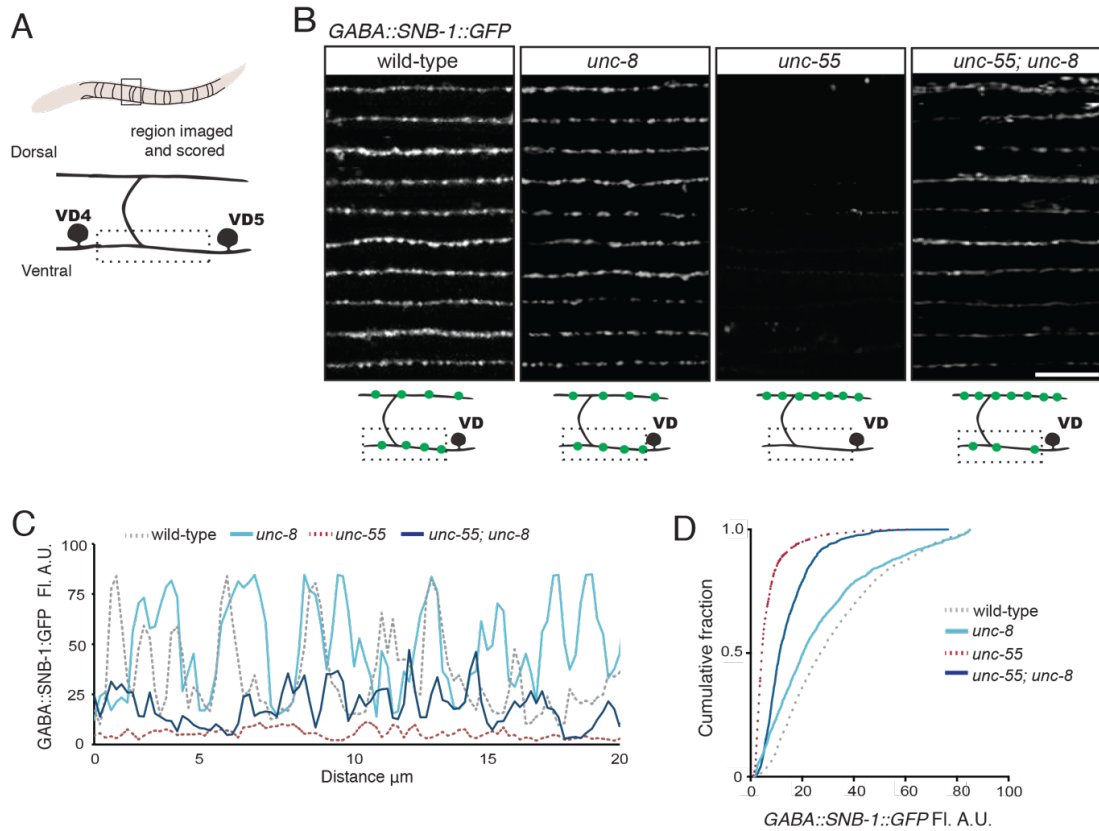 A
region imaged
and scored
Dorsal
VD4
VD5
Ventral
B
GABA::SNB-1::GFP
wild-type
unc-8
unc-55
unc-55; unc-8
VD
VD
VD
VD
C
wild-type
unc-8
unc-55
unc-55; unc-8
GABA::SNB-1:GFP Fl. A.U.
100
75
50
25
0
0
5
10
15
20
Distance µm
D
Cumulative fraction
1.0
0.5
0
0
20
40
60
80
100
GABA::SNB-1::GFP Fl. A.U.
wild-type
unc-8
unc-55
unc-55; unc-8